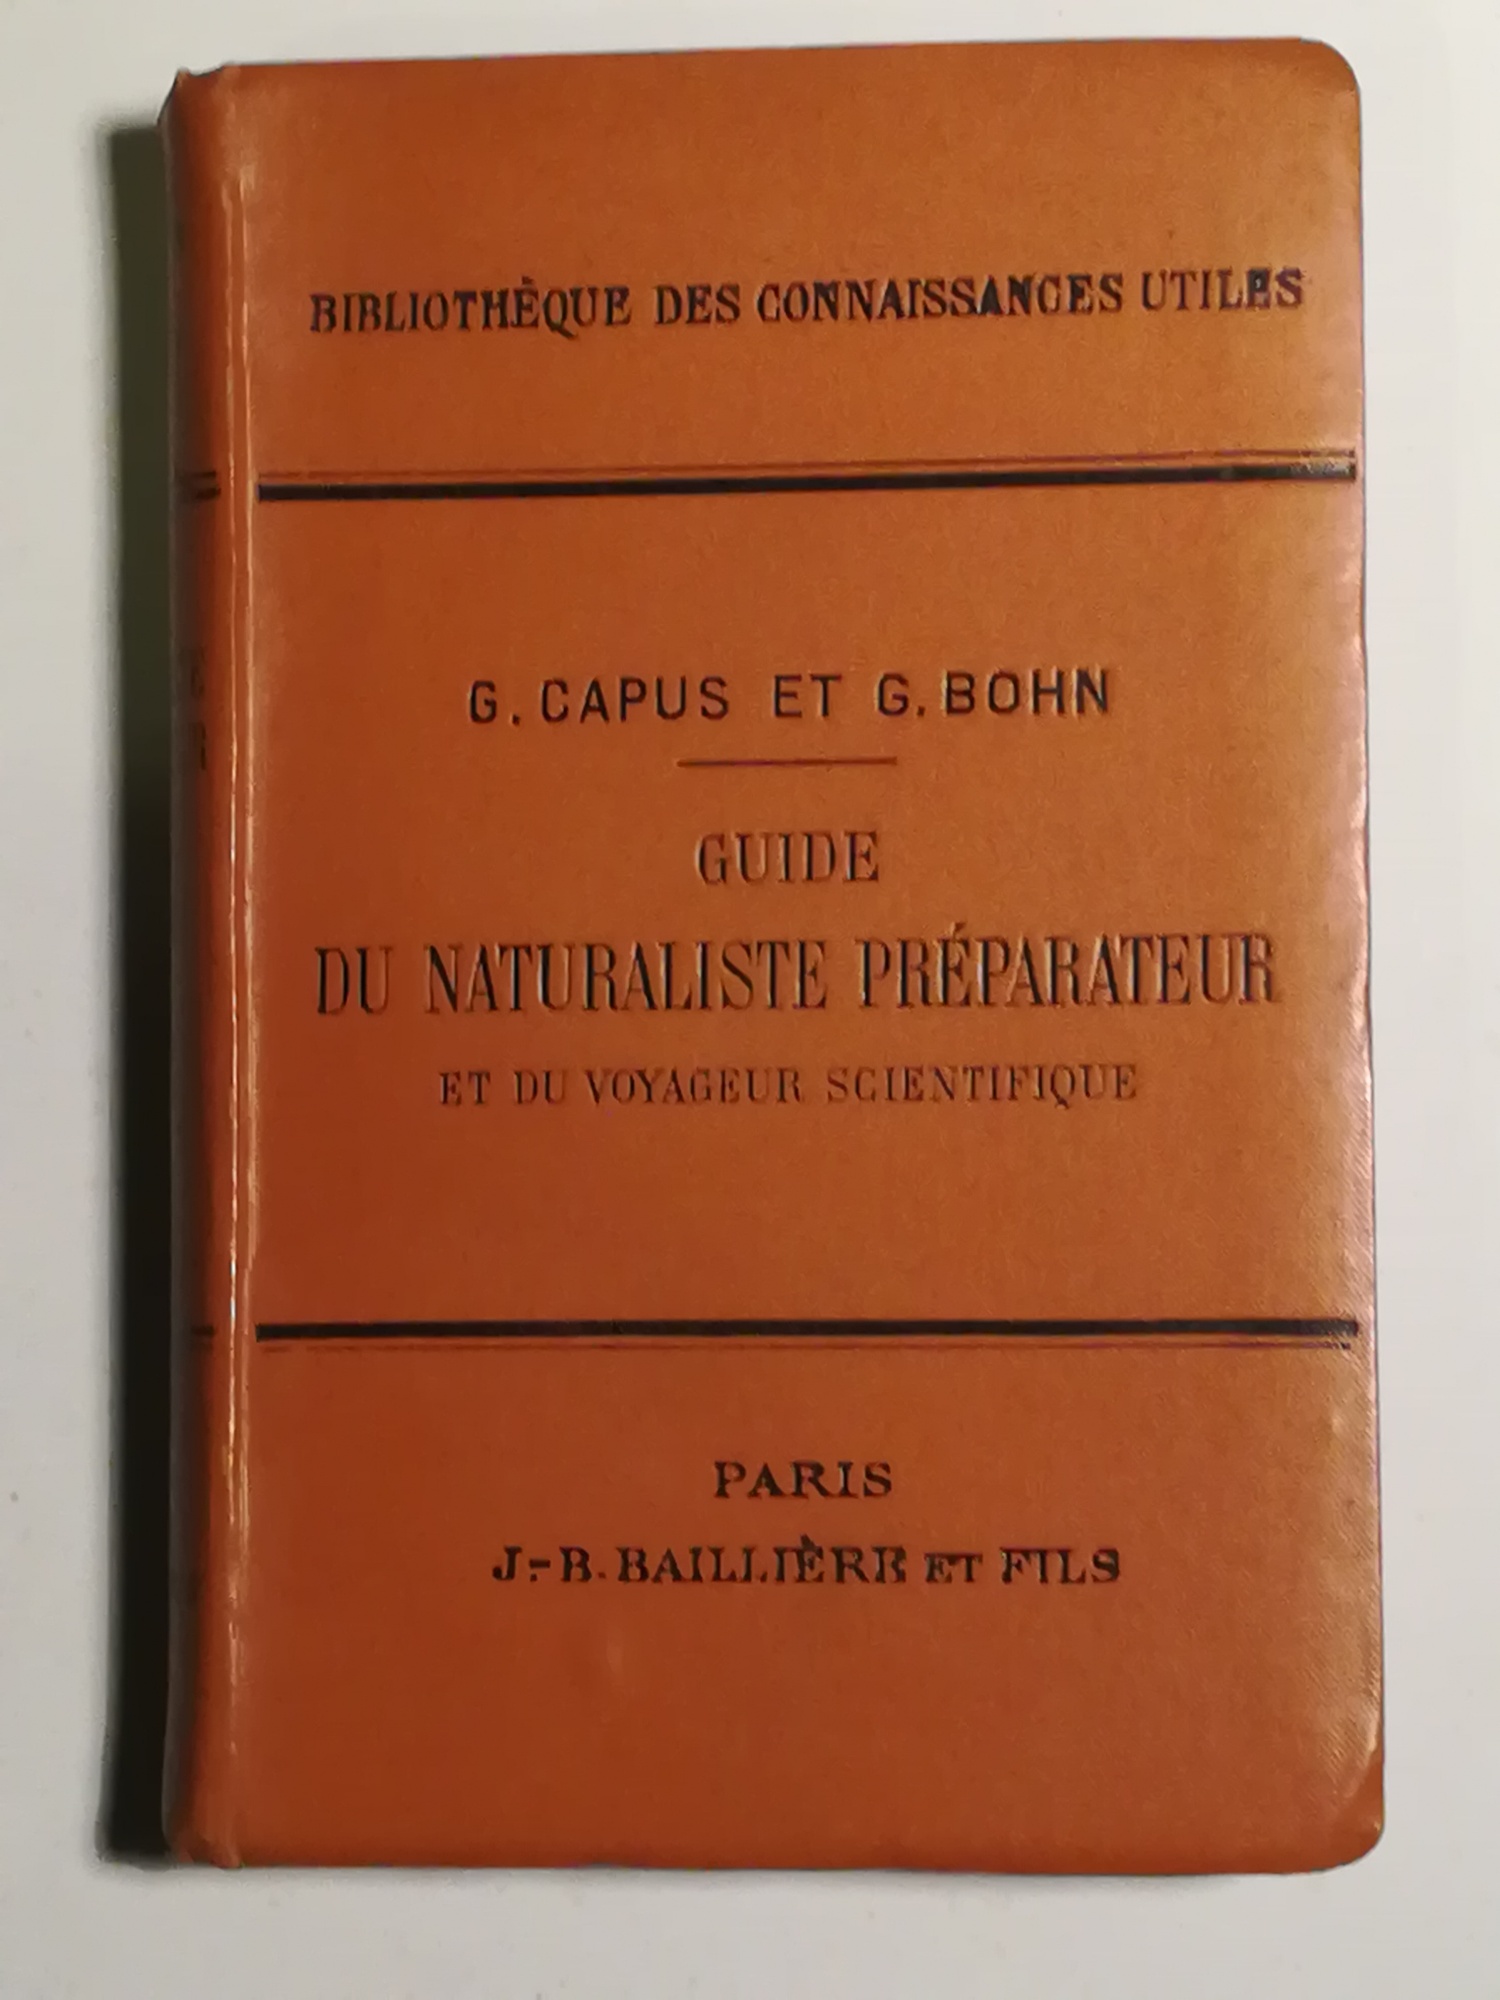 BIBLIOTHÈQUE DES CONNAISSANCES UTILES
G. CAPUS ET G. BOHN
GUIDE
DU NATURALISTE PRÉPARATEUR
ET DU VOYAGEUR SCIENTIFIQUE
PARIS
J.-B. BAILLIÈRE ET FILS